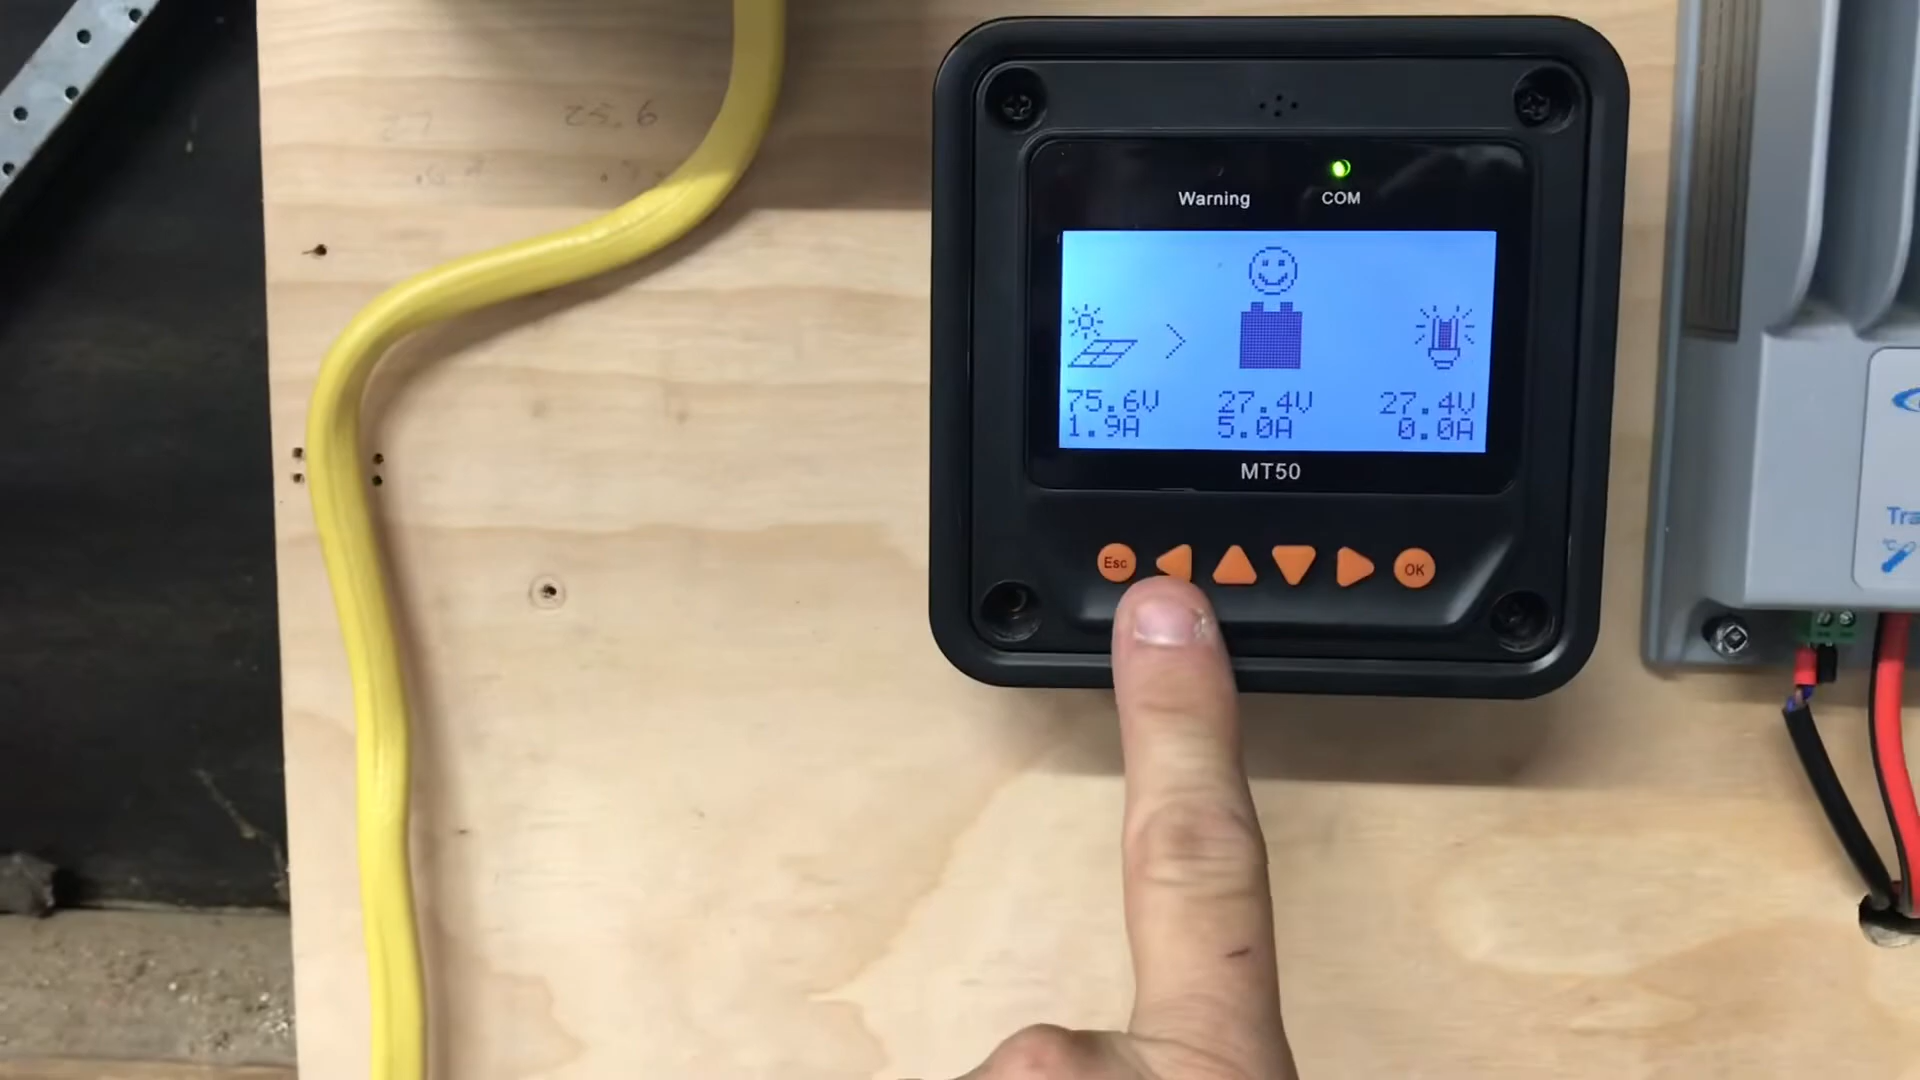 25.6
Warning COM
75.6V 27.4V 27.4V
1.9A 5.0A 0.0A
MT50
Esc OK
Tra
°C